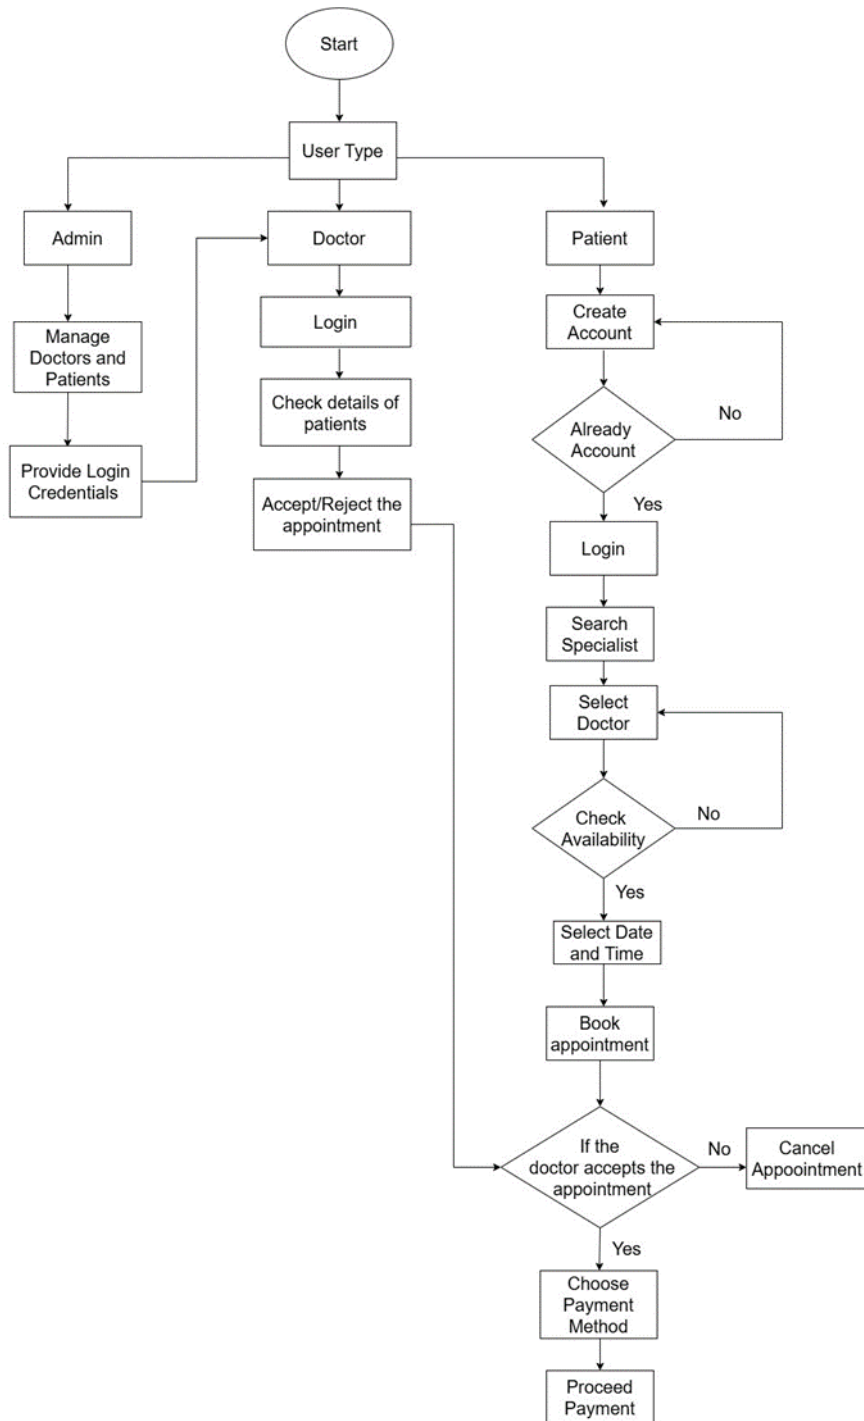 Start
User Type
Admin
Doctor
Patient
Manage
Doctors and
Patients
Provide Login
Credentials
Login
Check details of
patients
Accept/Reject the
appointment
Create
Account
Already
Account
No
Yes
Login
Search
Specialist
Select
Doctor
Check
Availability
No
Yes
Select Date
and Time
Book
appointment
If the
doctor accepts the
appointment
No
Cancel
Appoointment
Yes
Choose
Payment
Method
Proceed
Payment